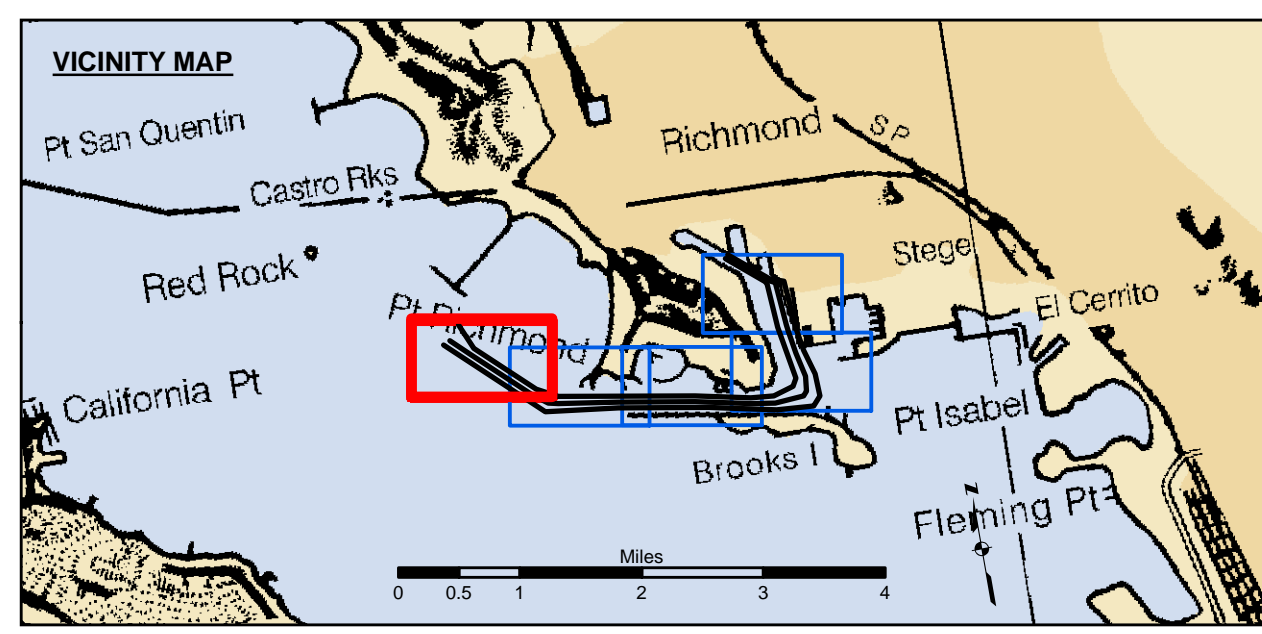 VICINITY MAP
Pt San Quentin
Richmond
S P
Castro Rks
Stege
Red Rock
El Cerrito
Pt Richmond
California Pt
Pt Isabel
Brooks I
Fleming Pt
Miles
0 0.5 1 2 3 4